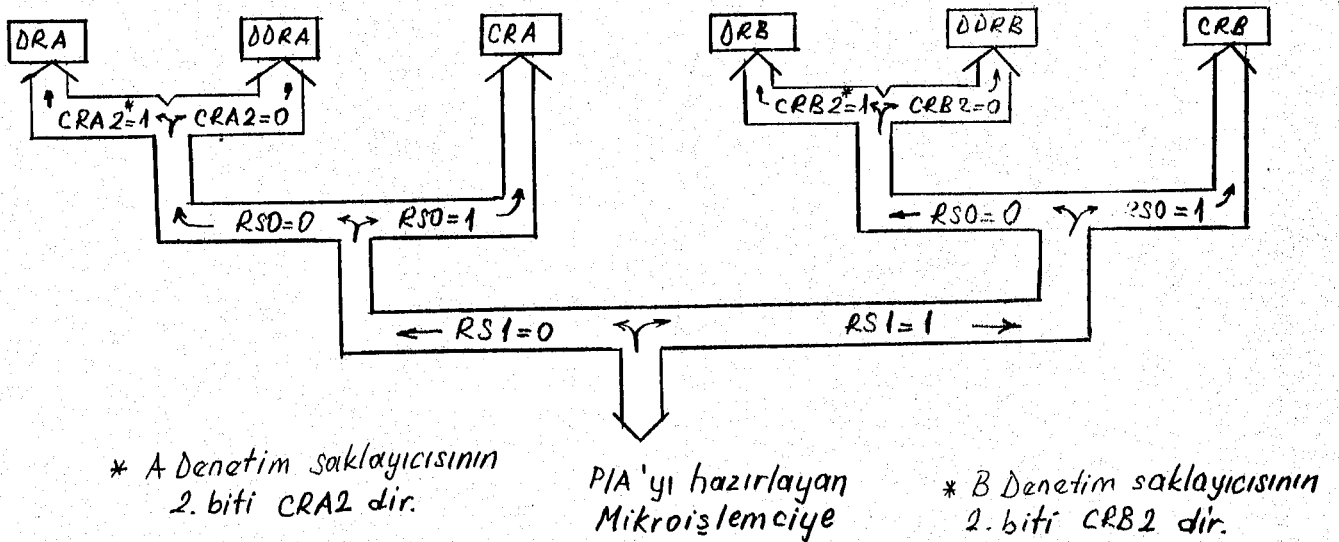 DRA DDRA CRA DRB DDRB CRB
CRA2*=1 CRA2=0 CRB2*=1 CRB2=0
RS0=0 RS0=1 RS0=0 RS0=1
RS1=0 RS1=1
* A Denetim saklayıcısının
2. biti CRA2 dir.
PIA'yı hazırlayan
Mikroişlemciye
* B Denetim saklayıcısının
2. biti CRB2 dir.